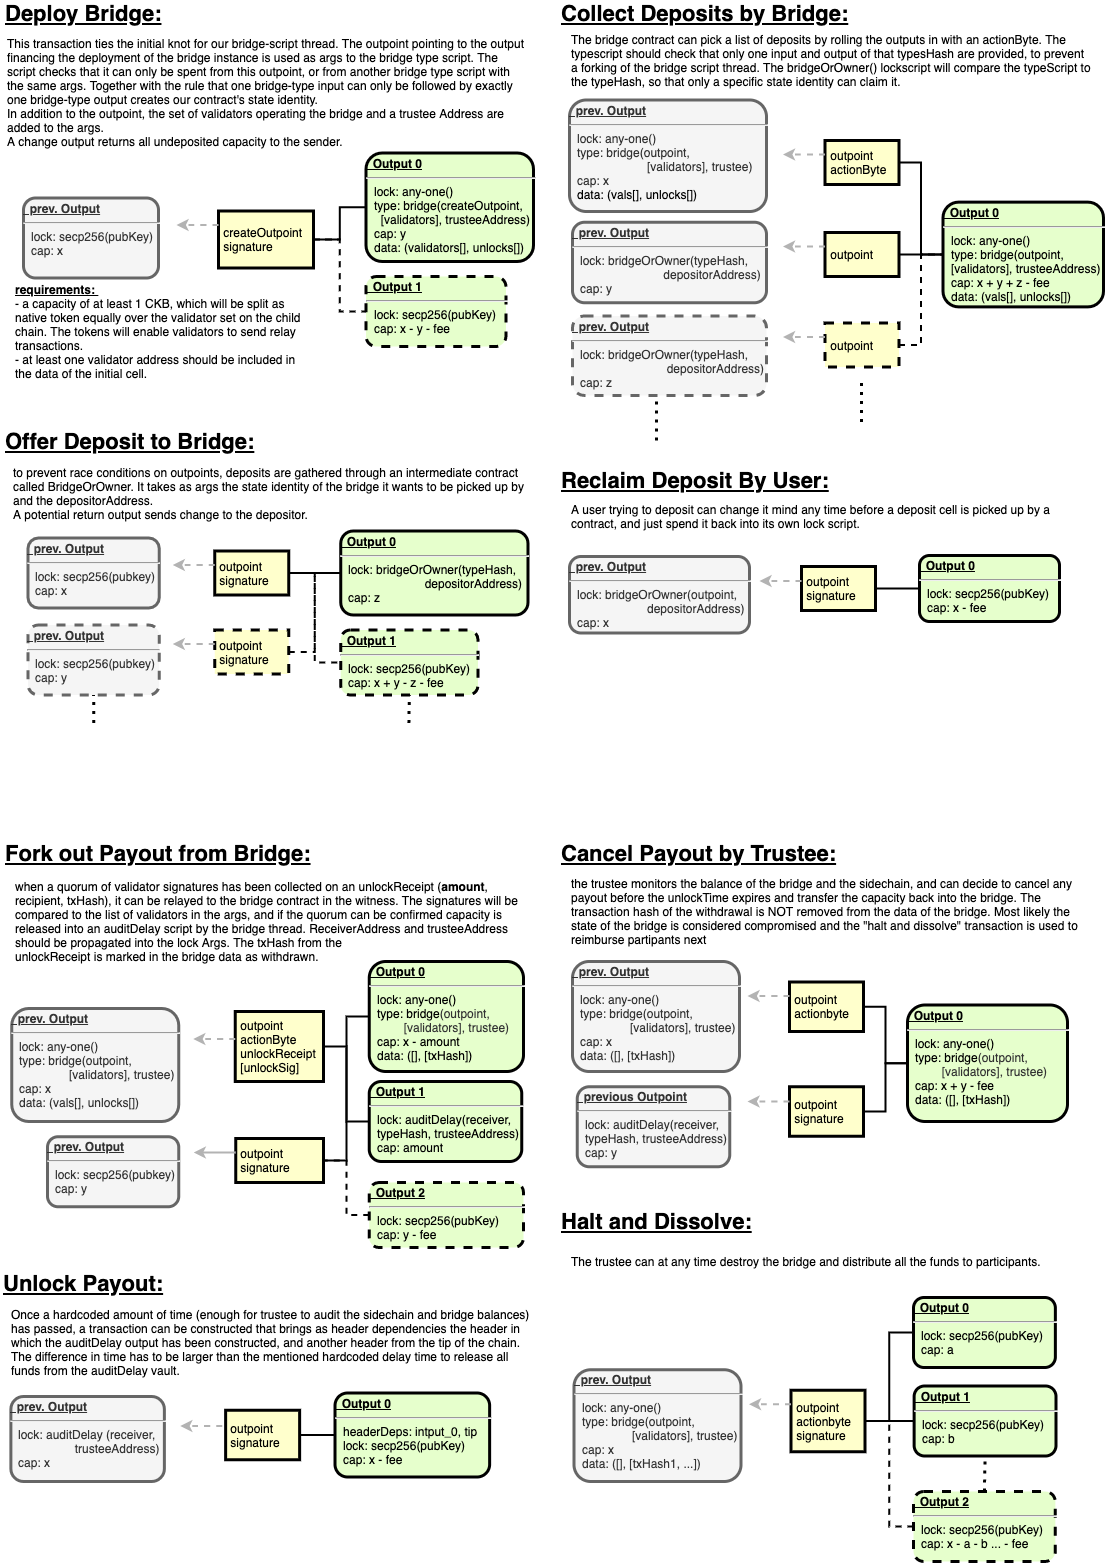 Deploy Bridge:
This transaction ties the initial knot for our bridge-script thread. The outpoint pointing to the output
financing the deployment of the bridge instance is used as args to the bridge type script. The
script checks that it can only be spent from this outpoint, or from another bridge type script with
the same args. Together with the rule that one bridge-type input can only be followed by exactly
one bridge-type output creates our contract's state identity.
In addition to the outpoint, the set of validators operating the bridge and a trustee Address are
added to the args.
A change output returns all undeposited capacity to the sender.
prev. Output
lock: secp256(pubKey)
cap: x
createOutpoint
signature
Output 0
lock: any-one()
type: bridge(createOutpoint,
[validators], trusteeAddress)
cap: y
data: (validators[], unlocks[])
Output 1
lock: secp256(pubKey)
cap: x - y - fee
requirements:
- a capacity of at least 1 CKB, which will be split as
native token equally over the validator set on the child
chain. The tokens will enable validators to send relay
transactions.
- at least one validator address should be included in
the data of the initial cell.
Collect Deposits by Bridge:
The bridge contract can pick a list of deposits by rolling the outputs in with an actionByte. The
typescript should check that only one input and output of that typesHash are provided, to prevent
a forking of the bridge script thread. The bridgeOrOwner() lockscript will compare the typeScript to
the typeHash, so that only a specific state identity can claim it.
prev. Output
lock: any-one()
type: bridge(outpoint,
[validators], trustee)
cap: x
data: (vals[], unlocks[])
outpoint
actionByte
prev. Output
lock: bridgeOrOwner(typeHash,
depositorAddress)
cap: y
outpoint
prev. Output
lock: bridgeOrOwner(typeHash,
depositorAddress)
cap: z
outpoint
Output 0
lock: any-one()
type: bridge(outpoint,
[validators], trusteeAddress)
cap: x + y + z - fee
data: (vals[], unlocks[])
Offer Deposit to Bridge:
to prevent race conditions on outpoints, deposits are gathered through an intermediate contract
called BridgeOrOwner. It takes as args the state identity of the bridge it wants to be picked up by
and the depositorAddress.
A potential return output sends change to the depositor.
prev. Output
lock: secp256(pubkey)
cap: x
outpoint
signature
prev. Output
lock: secp256(pubkey)
cap: y
outpoint
signature
Output 0
lock: bridgeOrOwner(typeHash,
depositorAddress)
cap: z
Output 1
lock: secp256(pubKey)
cap: x + y - z - fee
Reclaim Deposit By User:
A user trying to deposit can change it mind any time before a deposit cell is picked up by a
contract, and just spend it back into its own lock script.
prev. Output
lock: bridgeOrOwner(outpoint,
depositorAddress)
cap: x
outpoint
signature
Output 0
lock: secp256(pubKey)
cap: x - fee
Fork out Payout from Bridge:
when a quorum of validator signatures has been collected on an unlockReceipt (amount,
recipient, txHash), it can be relayed to the bridge contract in the witness. The signatures will be
compared to the list of validators in the args, and if the quorum can be confirmed capacity is
released into an auditDelay script by the bridge thread. ReceiverAddress and trusteeAddress
should be propagated into the lock Args. The txHash from the
unlockReceipt is marked in the bridge data as withdrawn.
prev. Output
lock: any-one()
type: bridge(outpoint,
[validators], trustee)
cap: x
data: (vals[], unlocks[])
outpoint
actionByte
unlockReceipt
[unlockSig]
prev. Output
lock: secp256(pubkey)
cap: y
outpoint
signature
Output 0
lock: any-one()
type: bridge(outpoint,
[validators], trustee)
cap: x - amount
data: ([], [txHash])
Output 1
lock: auditDelay(receiver,
typeHash, trusteeAddress)
cap: amount
Output 2
lock: secp256(pubKey)
cap: y - fee
Cancel Payout by Trustee:
the trustee monitors the balance of the bridge and the sidechain, and can decide to cancel any
payout before the unlockTime expires and transfer the capacity back into the bridge. The
transaction hash of the withdrawal is NOT removed from the data of the bridge. Most likely the
state of the bridge is considered compromised and the "halt and dissolve" transaction is used to
reimburse partipants next
prev. Output
lock: any-one()
type: bridge(outpoint,
[validators], trustee)
cap: x
data: ([], [txHash])
outpoint
actionbyte
previous Outpoint
lock: auditDelay(receiver,
typeHash, trusteeAddress)
cap: y
outpoint
signature
Output 0
lock: any-one()
type: bridge(outpoint,
[validators], trustee)
cap: x + y - fee
data: ([], [txHash])
Unlock Payout:
Once a hardcoded amount of time (enough for trustee to audit the sidechain and bridge balances)
has passed, a transaction can be constructed that brings as header dependencies the header in
which the auditDelay output has been constructed, and another header from the tip of the chain.
The difference in time has to be larger than the mentioned hardcoded delay time to release all
funds from the auditDelay vault.
prev. Output
lock: auditDelay (receiver,
trusteeAddress)
cap: x
outpoint
signature
Output 0
headerDeps: intput_0, tip
lock: secp256(pubKey)
cap: x - fee
Halt and Dissolve:
The trustee can at any time destroy the bridge and distribute all the funds to participants.
prev. Output
lock: any-one()
type: bridge(outpoint,
[validators], trustee)
cap: x
data: ([], [txHash1, ...])
outpoint
actionbyte
signature
Output 0
lock: secp256(pubKey)
cap: a
Output 1
lock: secp256(pubKey)
cap: b
Output 2
lock: secp256(pubKey)
cap: x - a - b ... - fee